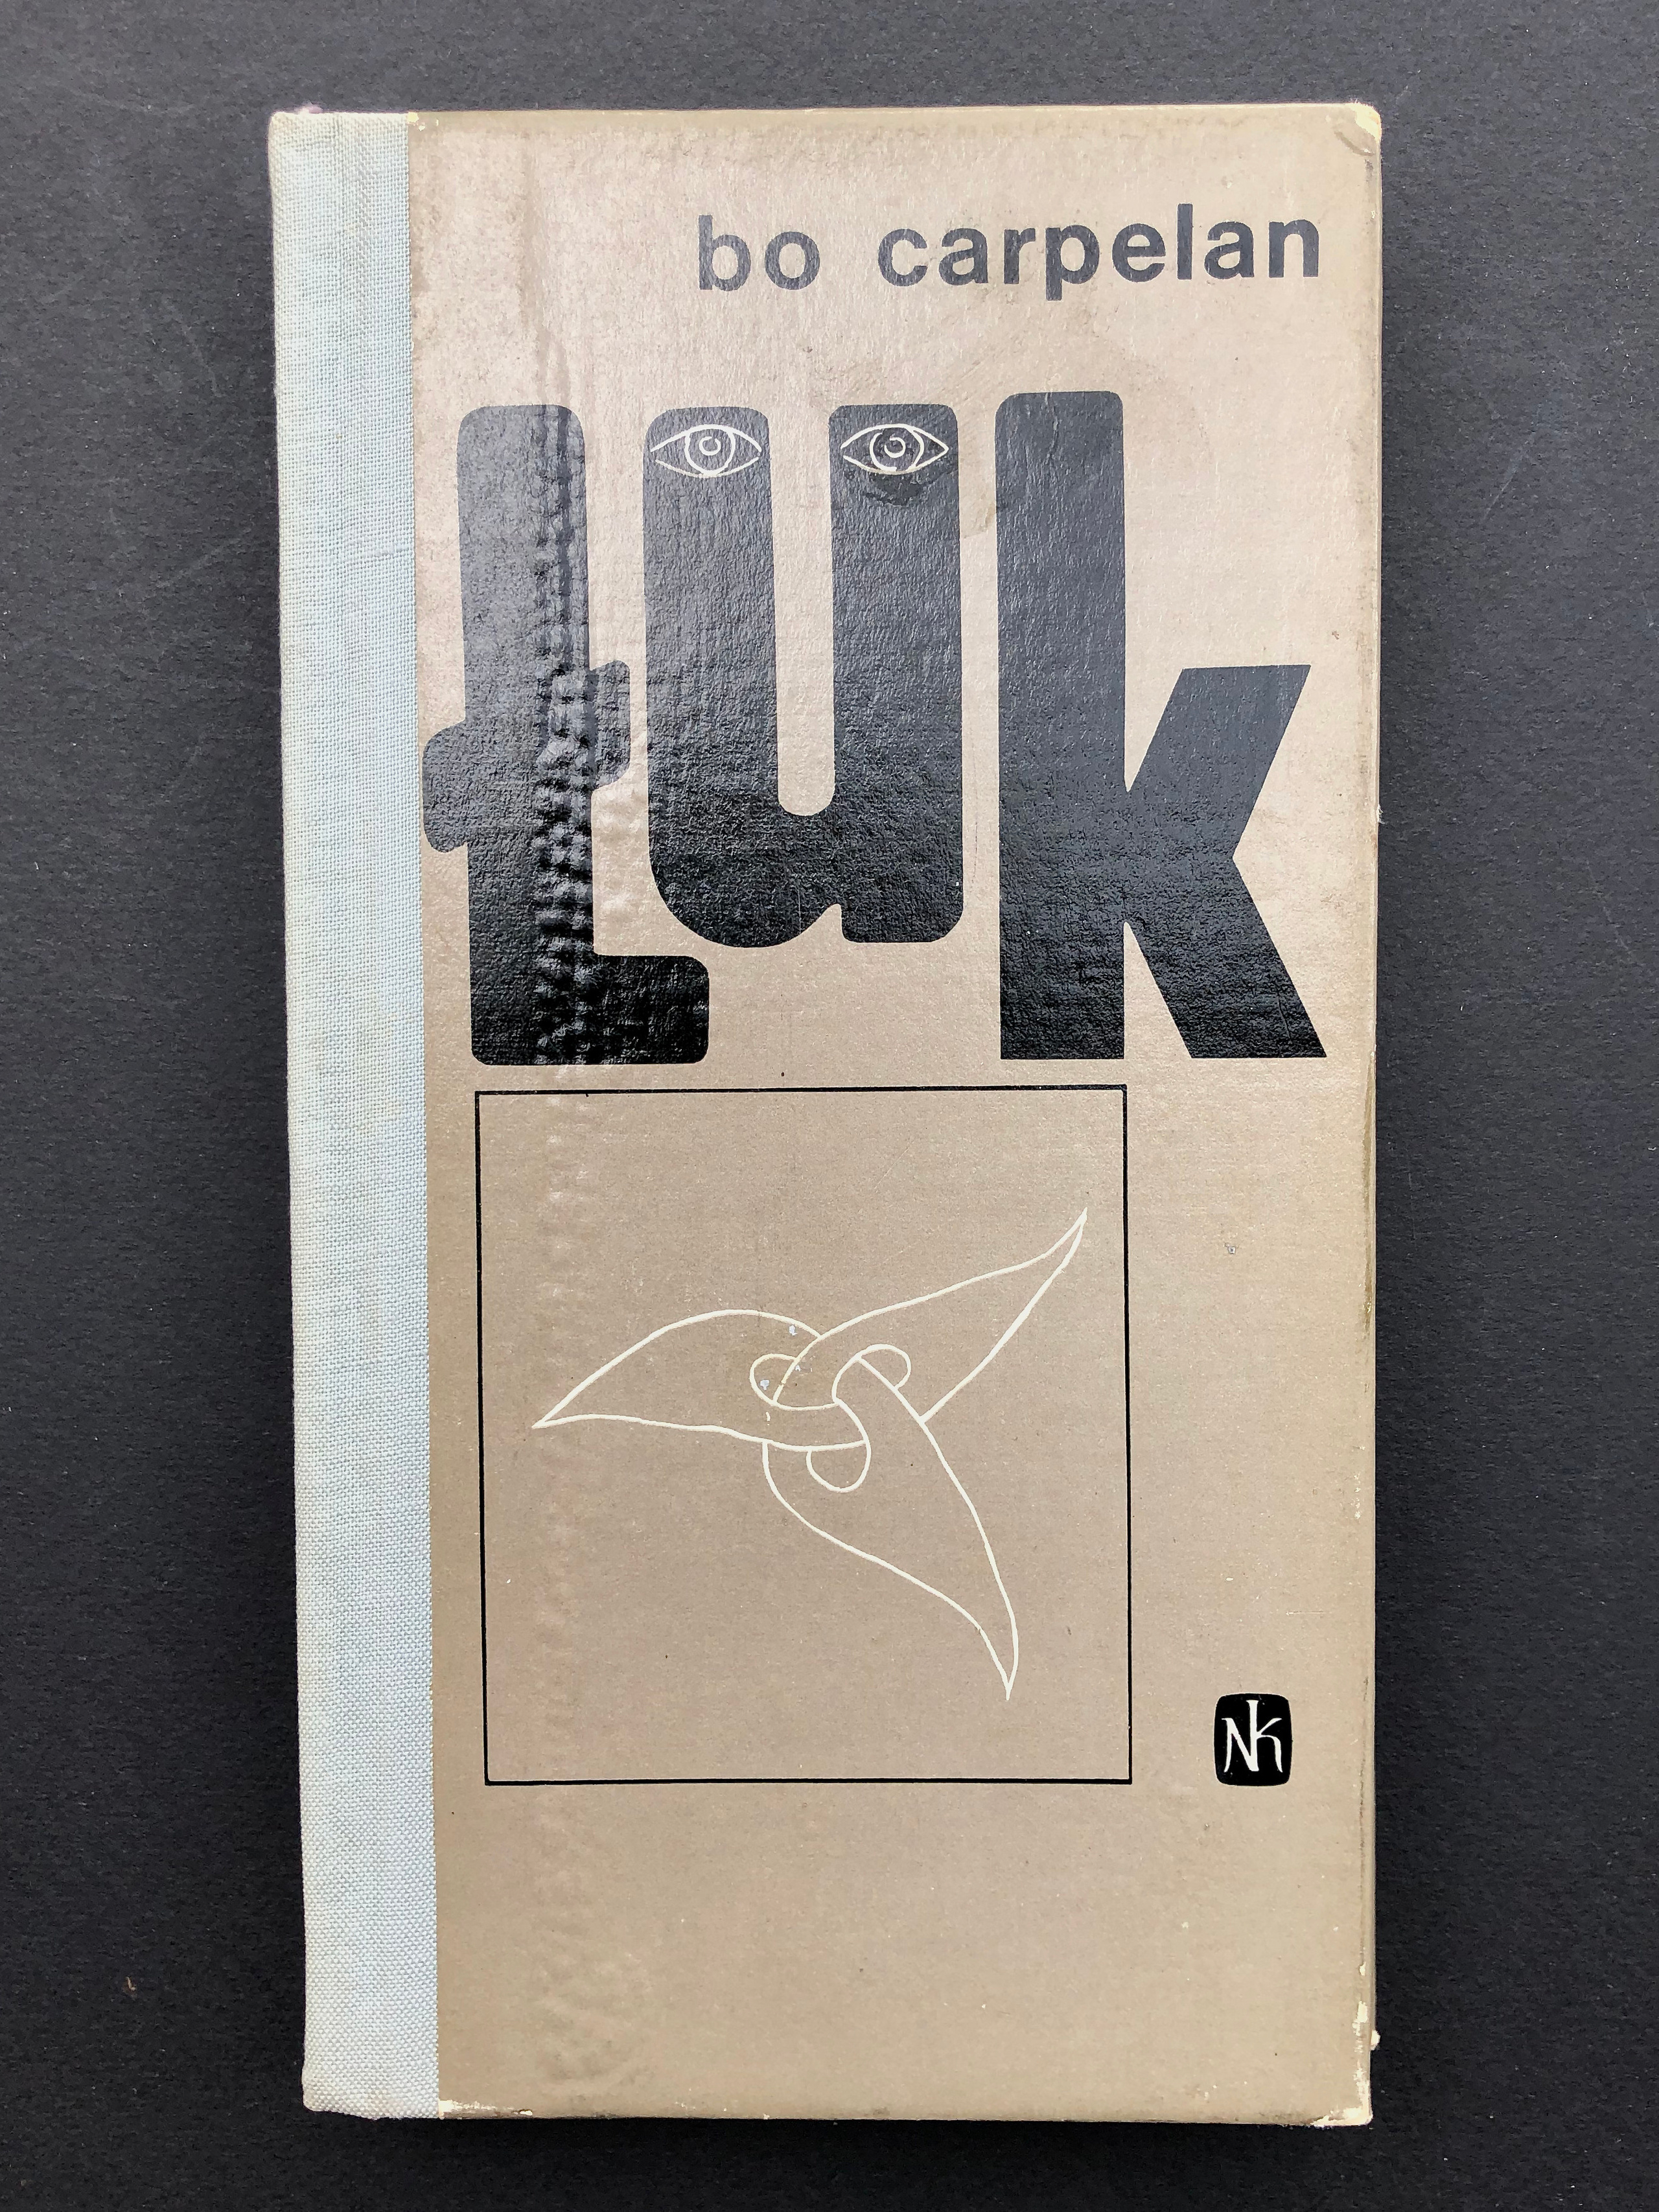 bo carpelan
Łuk
NK